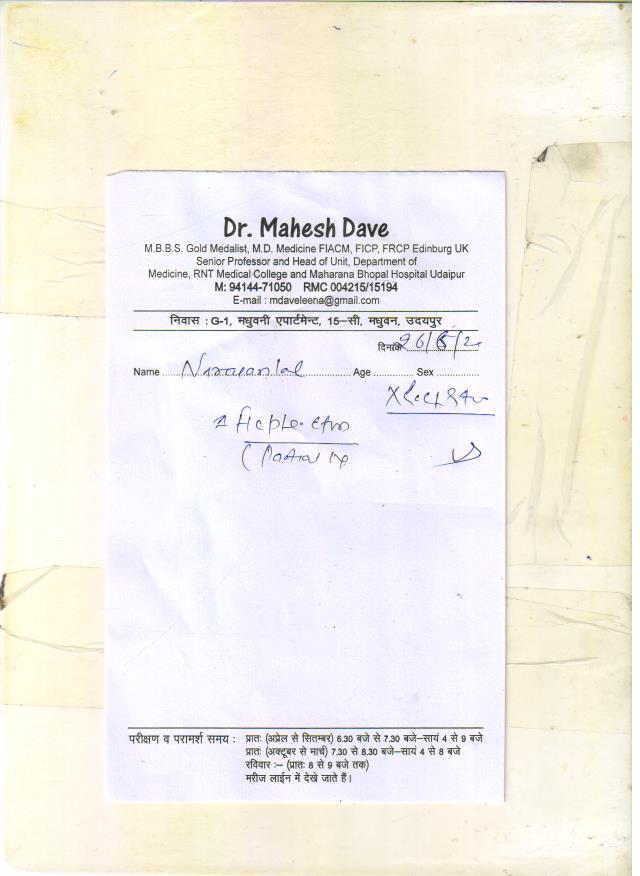 Dr. Mahesh Dave
M.B.B.S. Gold Medalist, M.D. Medicine FIACM, FICP, FRCP Edinburg UK
Senior Professor and Head of Unit, Department of
Medicine, RNT Medical College and Maharana Bhopal Hospital Udaipur
M: 94144-71050 RMC 004215/15194
E-mail : mdaveleena@gmail.com
निवास : G-1, मधुवनी एपार्टमेन्ट, 15-सी, मधुवन, उदयपुर
दिनांक 26/
Name Narayanlal Age Sex
परीक्षण व परामर्श समय : प्रातः (अप्रेल से सितम्बर) 6.30 बजे से 7.30 बजे-सायं 4 से 9 बजे
प्रातः (अक्टूबर से मार्च) 7.30 से 8.30 बजे-सायं 4 से 8 बजे
रविवार :- (प्रातः 8 से 9 बजे तक)
मरीज लाईन में देखे जाते हैं।